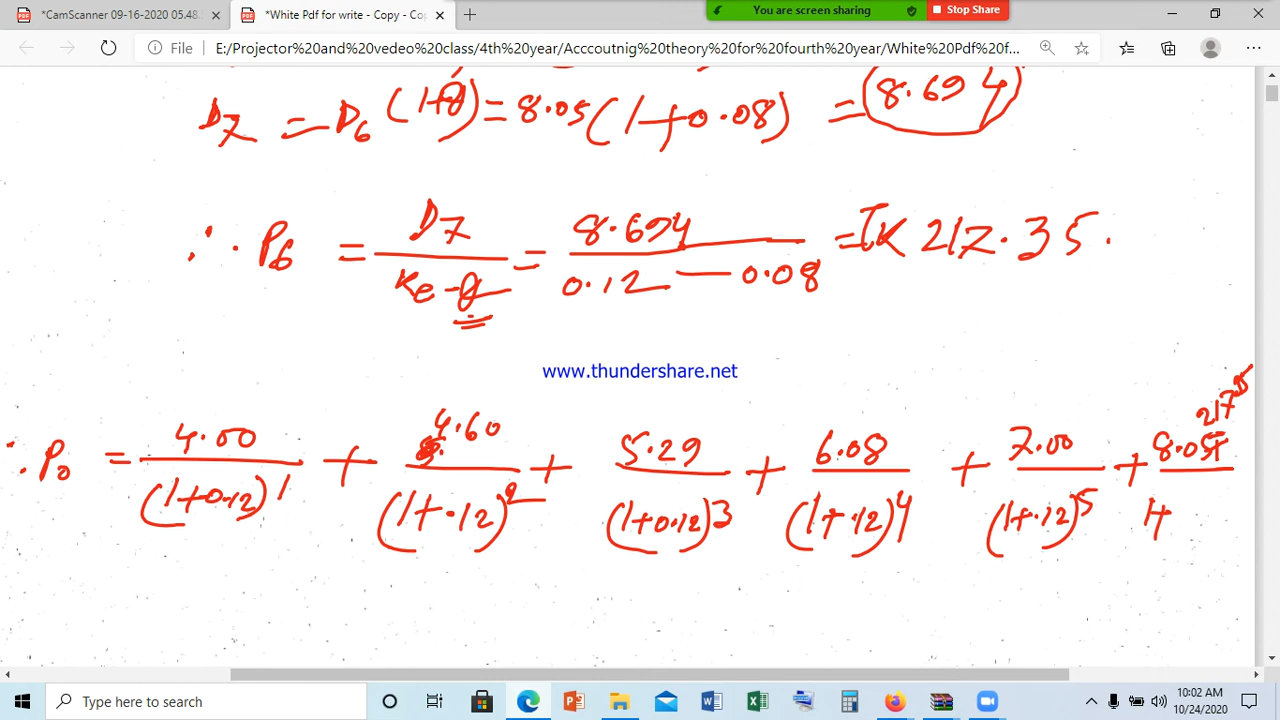 *CamScanner 09-16-2020 05.48. × *White Pdf for write - Copy - Cop × + You are screen sharing Stop Share
File E:/Projector%20and%20vedeo%20class/4th%20year/Acccoutnig%20theory%20for%20fourth%20year/White%20Pdf%20f...
D7 = D6 (1+g) = 8.05(1+0.08) = 8.694
∴ P6 = D7/(Ke-g) = 8.694/(0.12 - 0.08) = TK 217.35.
www.thundershare.net
∴ P0 = 4.00/(1+0.12)^1 + 4.60/(1+.12)^2 + 5.29/(1+0.12)^3 + 6.08/(1+.12)^4 + 7.00/(1+.12)^5 + 8.05+
Type here to search
10:02 AM
10/24/2020